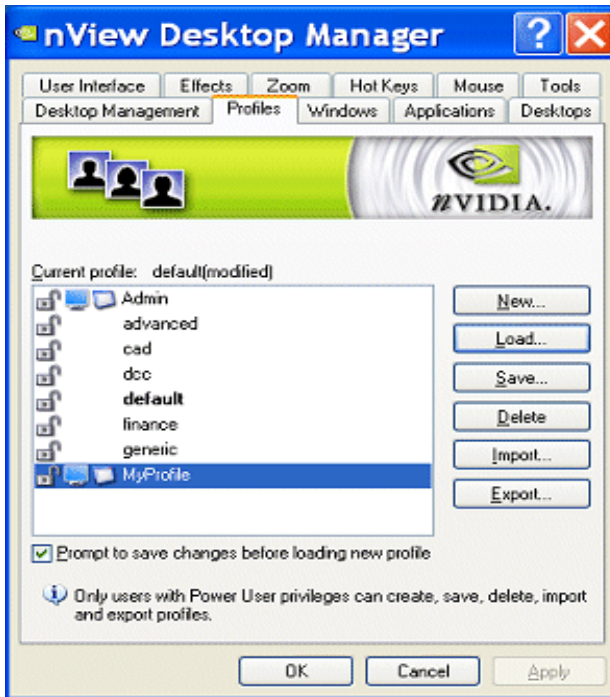 nView Desktop Manager
User Interface Effects Zoom Hot Keys Mouse Tools
Desktop Management Profiles Windows Applications Desktops
nVIDIA.
Current profile: default(modified)
Admin
advanced
cad
dcc
default
finance
generic
MyProfile
New...
Load...
Save...
Delete
Import...
Export...
Prompt to save changes before loading new profile
Only users with Power User privileges can create, save, delete, import
and export profiles.
OK Cancel Apply